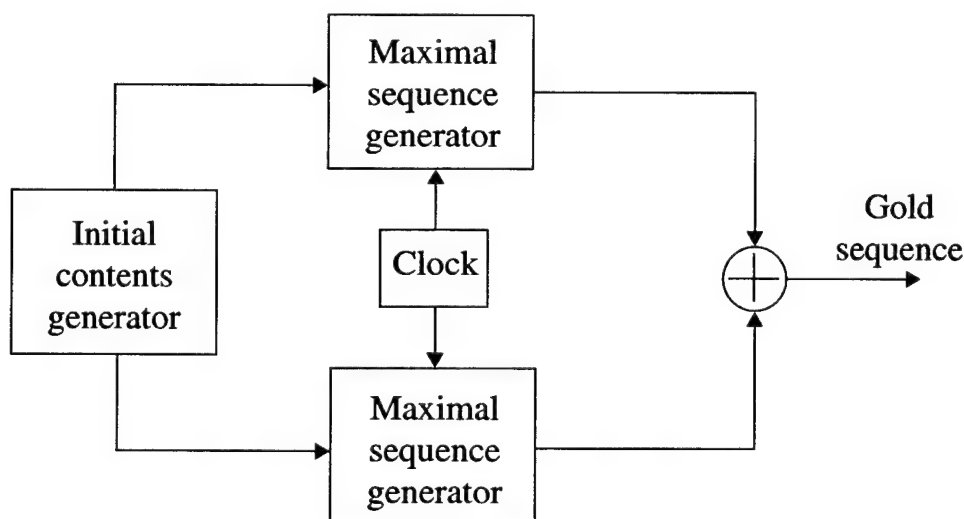 Maximal
sequence
generator
Initial
contents
generator
Clock
Gold
sequence
Maximal
sequence
generator